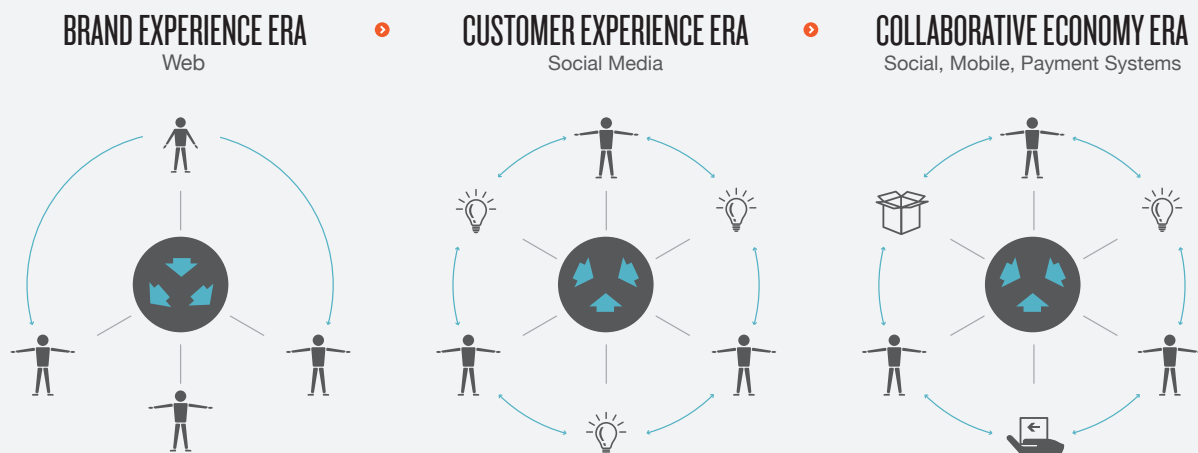 BRAND EXPERIENCE ERA
Web
CUSTOMER EXPERIENCE ERA
Social Media
COLLABORATIVE ECONOMY ERA
Social, Mobile, Payment Systems